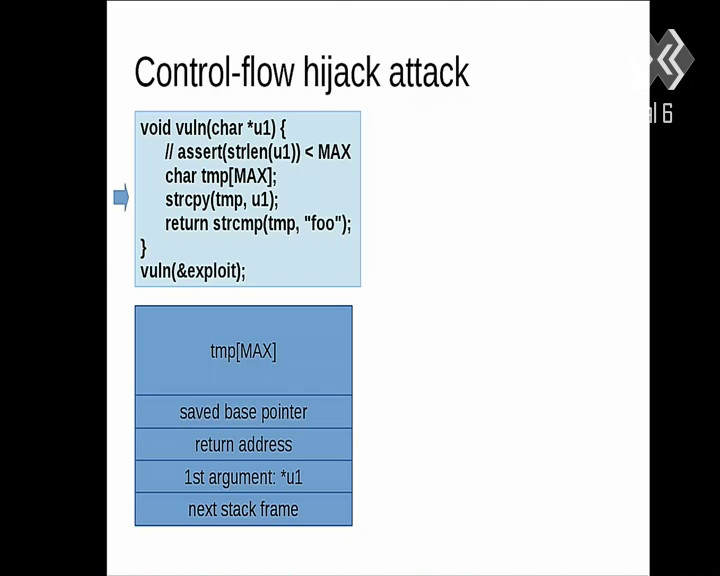 Control-flow hijack attack
void vuln(char *u1) {
// assert(strlen(u1)) < MAX
char tmp[MAX];
strcpy(tmp, u1);
return strcmp(tmp, "foo");
}
vuln(&exploit);
tmp[MAX]
saved base pointer
return address
1st argument: *u1
next stack frame
al 6